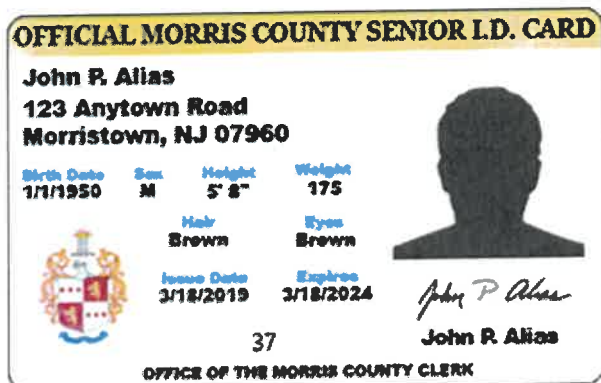 OFFICIAL MORRIS COUNTY SENIOR I.D. CARD
John P. Alias
123 Anytown Road
Morristown, NJ 07960
Birth Date Sex Height Weight
1/1/1950 M 5' 8" 175
Hair Eyes
Brown Brown
Issue Date Expires
3/18/2019 3/18/2024
John P Alias
37
John P. Alias
OFFICE OF THE MORRIS COUNTY CLERK